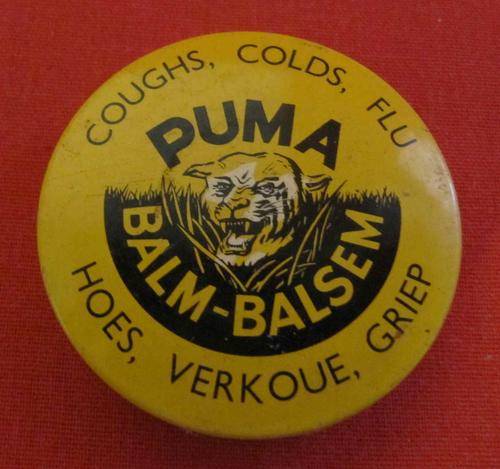 COUGHS, COLDS, FLU
PUMA
BALM-BALSEM
HOES, VERKOUE, GRIEP